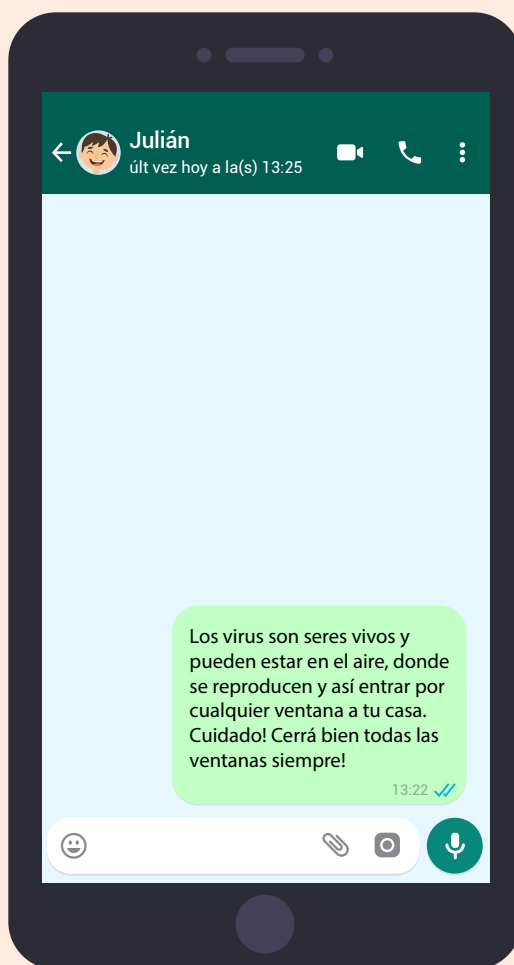 Julián
últ vez hoy a la(s) 13:25
Los virus son seres vivos y
pueden estar en el aire, donde
se reproducen y así entrar por
cualquier ventana a tu casa.
Cuidado! Cerrá bien todas las
ventanas siempre!
13:22